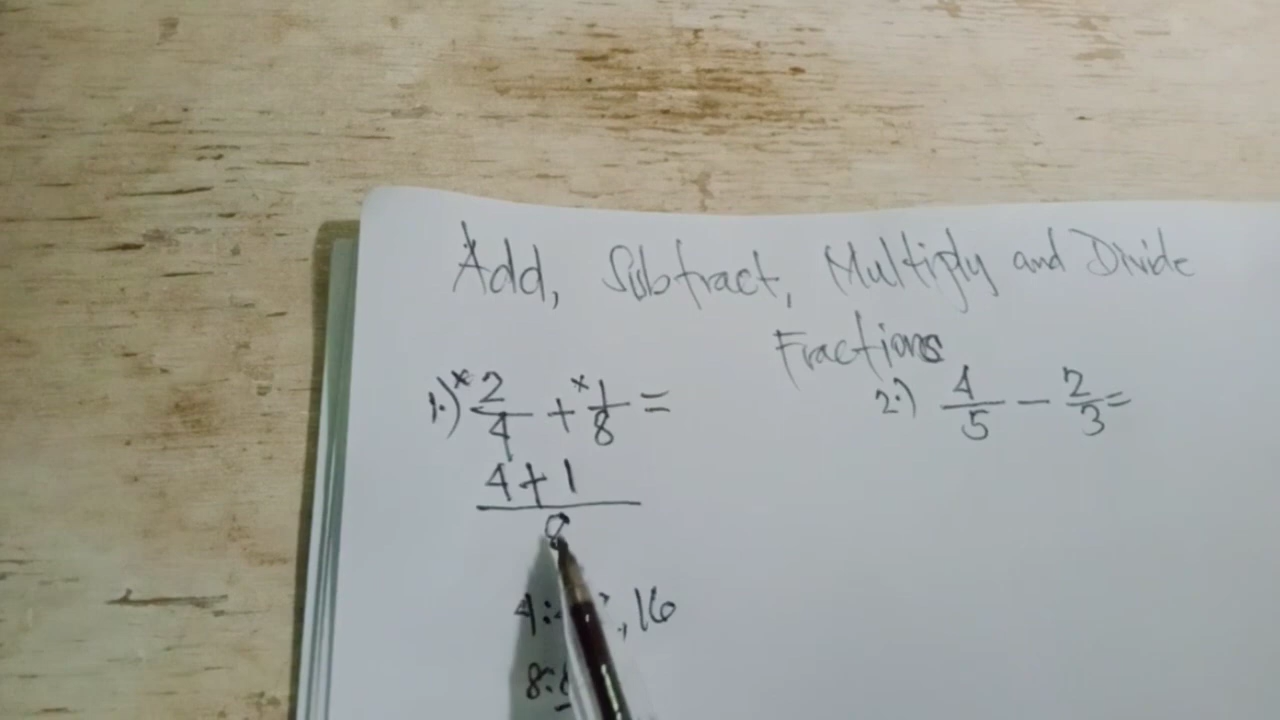 Add, Subtract, Multiply and Divide
Fractions
1.) × 2/4 + × 1/8 =
4 + 1
8
2.) 4/5 - 2/3 =
4: , 16
8: